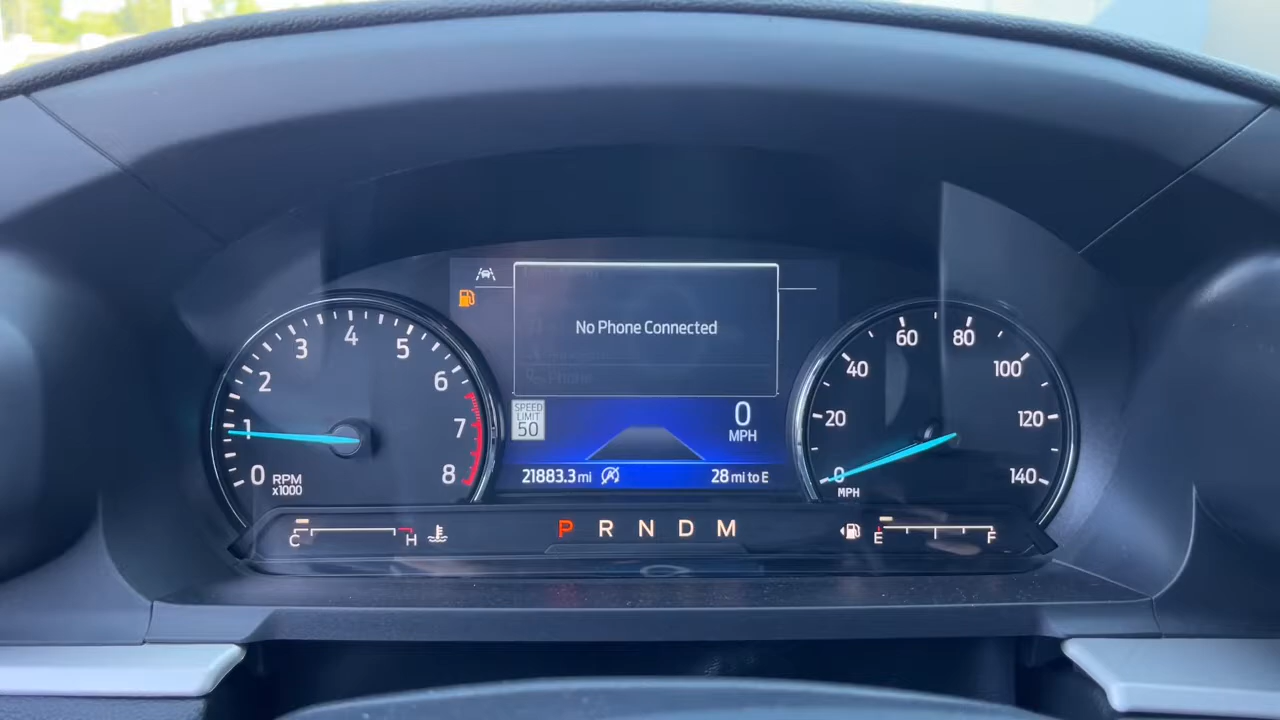 No Phone Connected
Phone
SPEED
LIMIT
50
0
MPH
21883.3 mi
28 mi to E
0
1
2
3
4
5
6
7
8
RPM
x1000
0
20
40
60
80
100
120
140
MPH
C H
P R N D M
E F